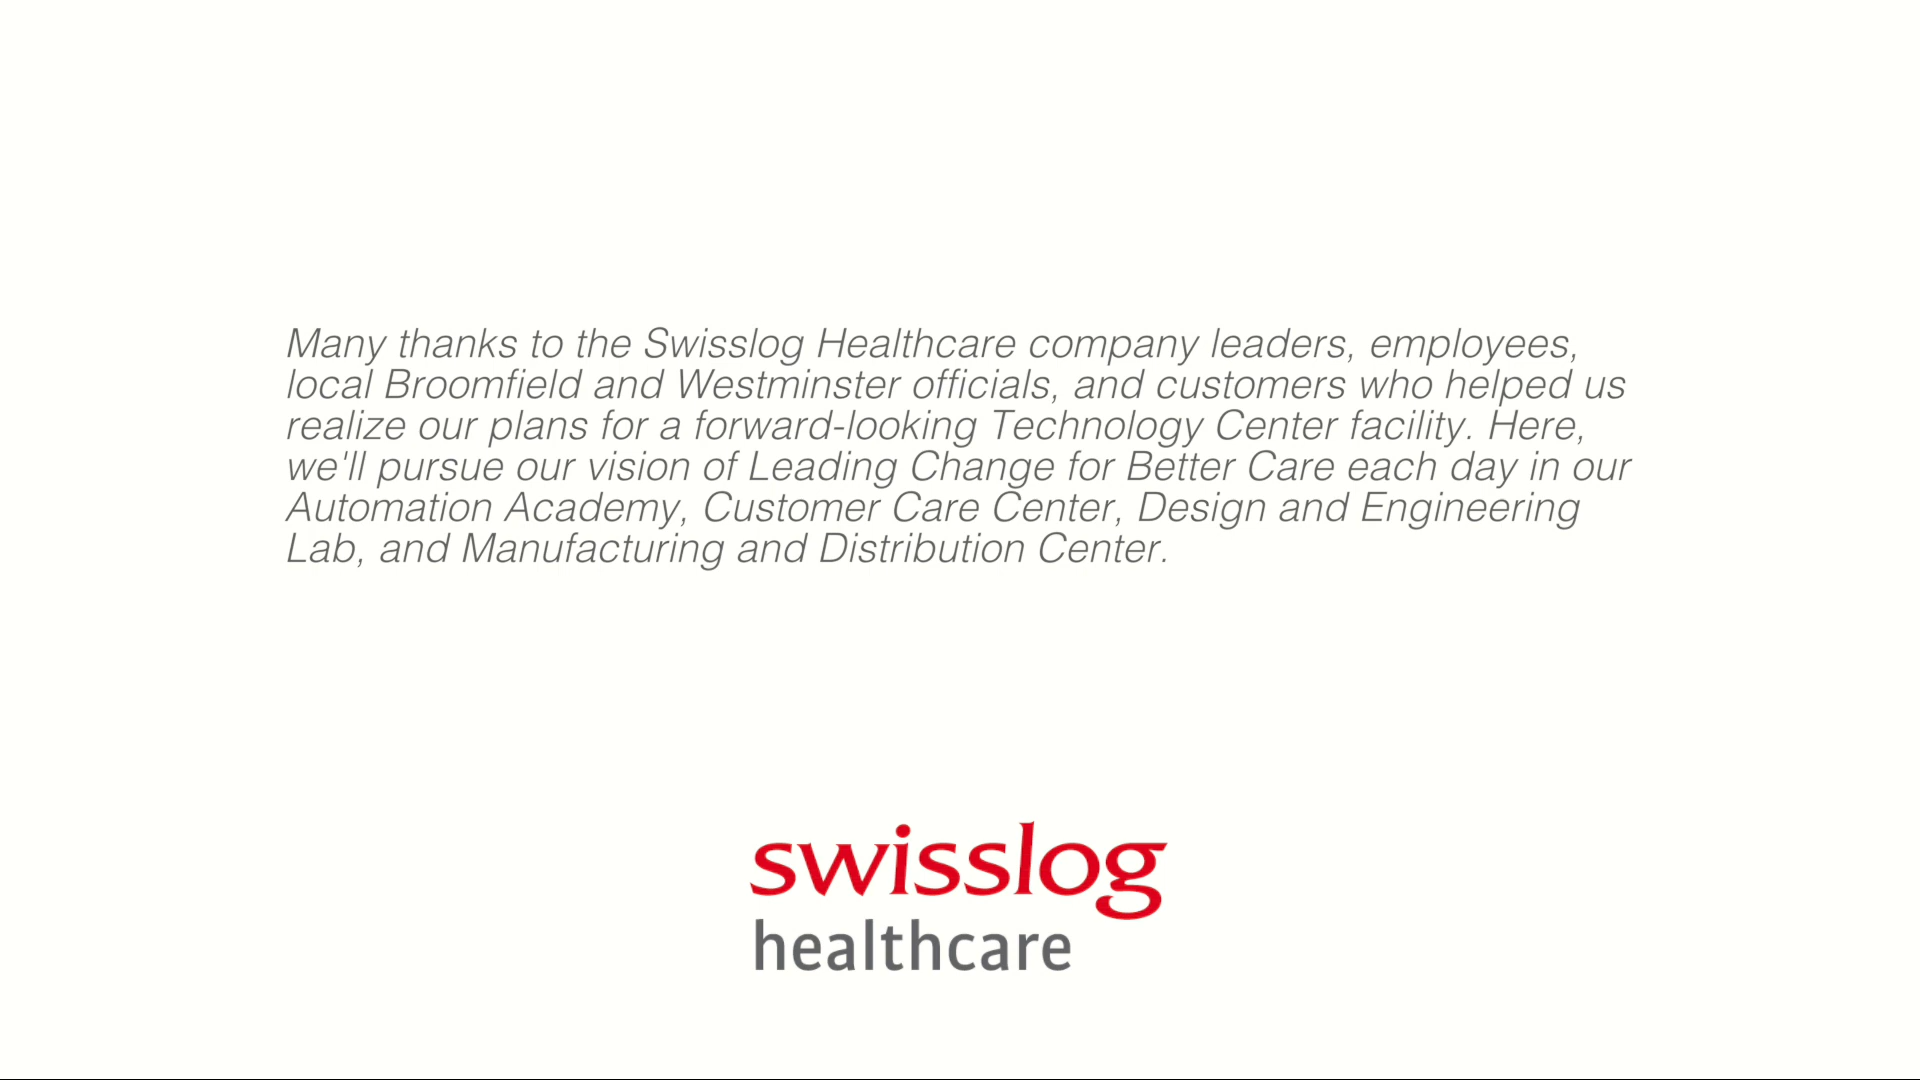 Many thanks to the Swisslog Healthcare company leaders, employees,
local Broomfield and Westminster officials, and customers who helped us
realize our plans for a forward-looking Technology Center facility. Here,
we'll pursue our vision of Leading Change for Better Care each day in our
Automation Academy, Customer Care Center, Design and Engineering
Lab, and Manufacturing and Distribution Center.
swisslog
healthcare